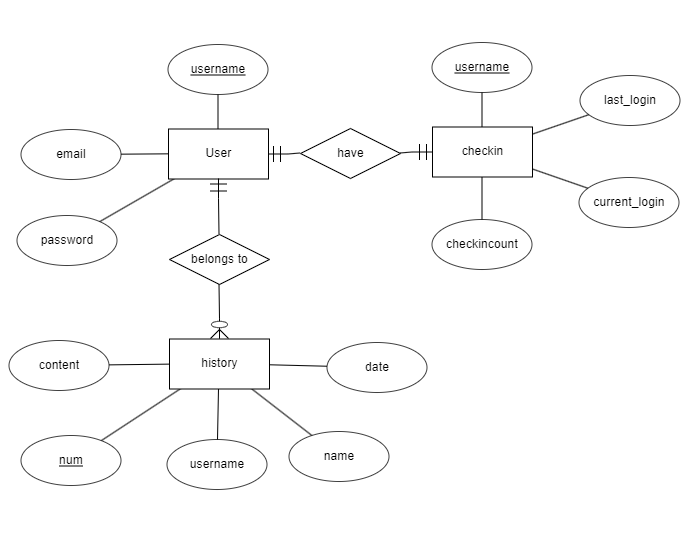 username
username
last_login
email
User
have
checkin
password
current_login
checkincount
belongs to
content
history
date
num
username
name